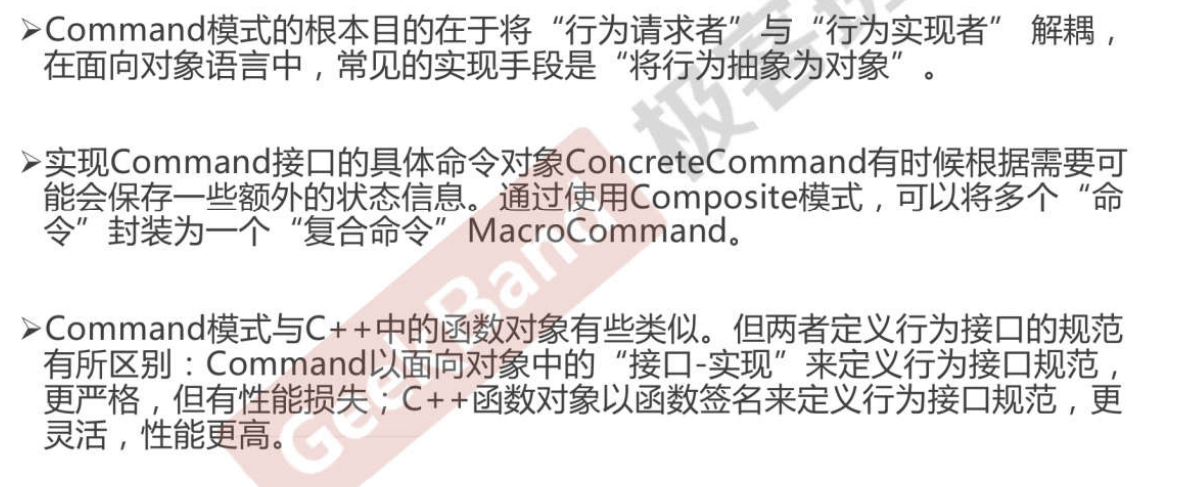 ➢Command模式的根本目的在于将“行为请求者”与“行为实现者” 解耦，
在面向对象语言中，常见的实现手段是“将行为抽象为对象”。
➢实现Command接口的具体命令对象ConcreteCommand有时候根据需要可
能会保存一些额外的状态信息。通过使用Composite模式，可以将多个“命
令”封装为一个“复合命令” MacroCommand。
➢Command模式与C++中的函数对象有些类似。但两者定义行为接口的规范
有所区别：Command以面向对象中的“接口-实现”来定义行为接口规范，
更严格，但有性能损失；C++函数对象以函数签名来定义行为接口规范，更
灵活，性能更高。
GeekBand
极客